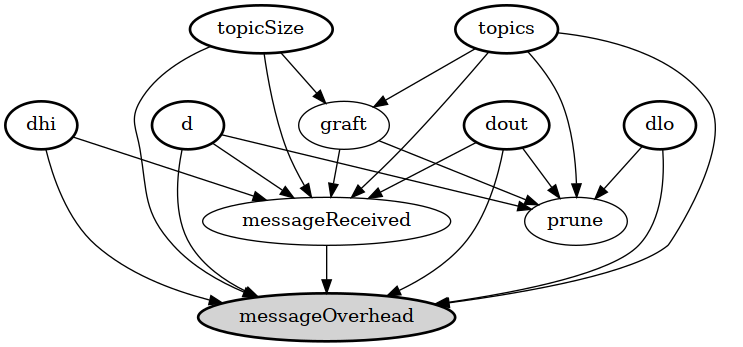 topicSize topics
dhi d graft dout dlo
messageReceived prune
messageOverhead